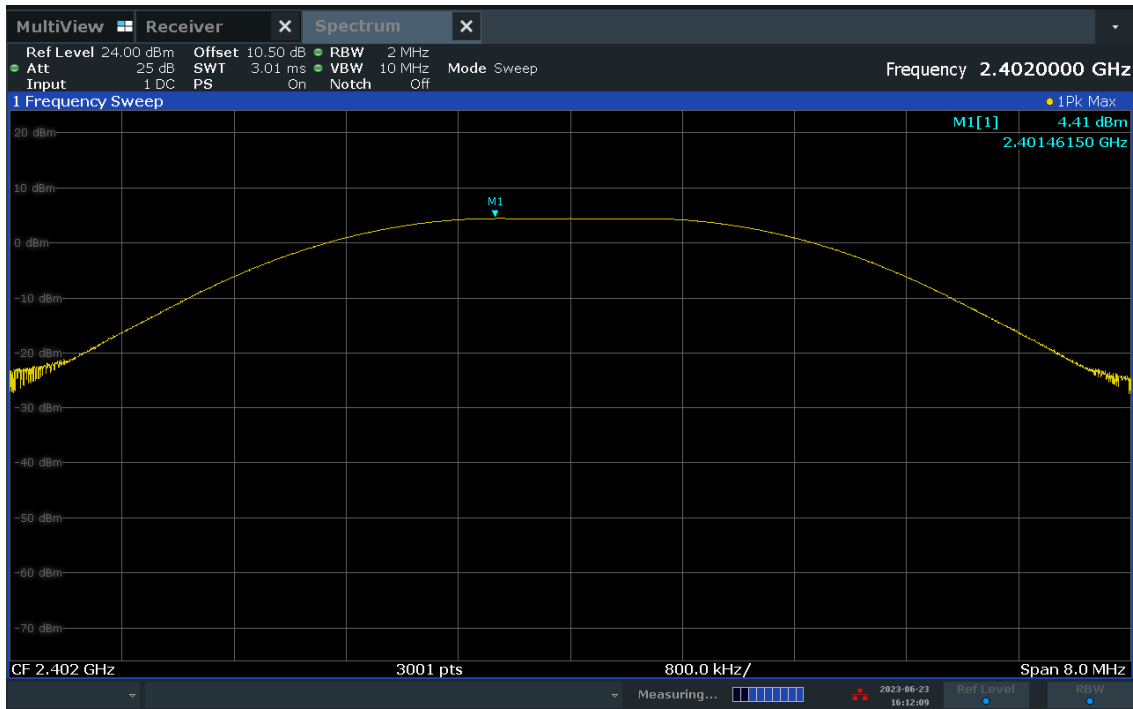 MultiView Receiver X Spectrum X
Ref Level 24.00 dBm Offset 10.50 dB RBW 2 MHz
Att 25 dB SWT 3.01 ms VBW 10 MHz Mode Sweep Frequency 2.4020000 GHz
Input 1 DC PS On Notch Off
1 Frequency Sweep 1Pk Max
M1[1] 4.41 dBm
20 dBm
2.40146150 GHz
10 dBm
M1
0 dBm
-10 dBm
-20 dBm
-30 dBm
-40 dBm
-50 dBm
-60 dBm
-70 dBm
CF 2.402 GHz 3001 pts 800.0 kHz/ Span 8.0 MHz
Measuring... 2023-06-23 Ref Level RBW
16:12:09